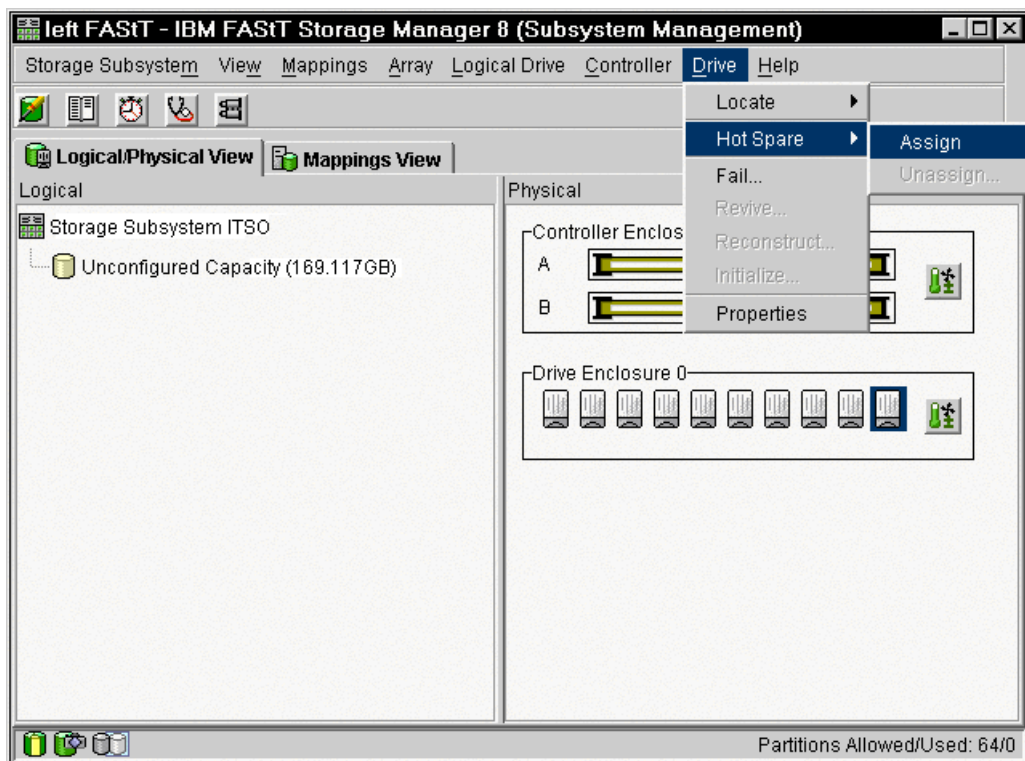 left FAStT - IBM FAStT Storage Manager 8 (Subsystem Management)
Storage Subsystem View Mappings Array Logical Drive Controller Drive Help
Locate
Hot Spare
Assign
Unassign...
Fail...
Revive...
Reconstruct...
Initialize...
Properties
Logical/Physical View
Mappings View
Logical
Storage Subsystem ITSO
Unconfigured Capacity (169.117GB)
Physical
Controller Enclos
A
B
Drive Enclosure 0
Partitions Allowed/Used: 64/0